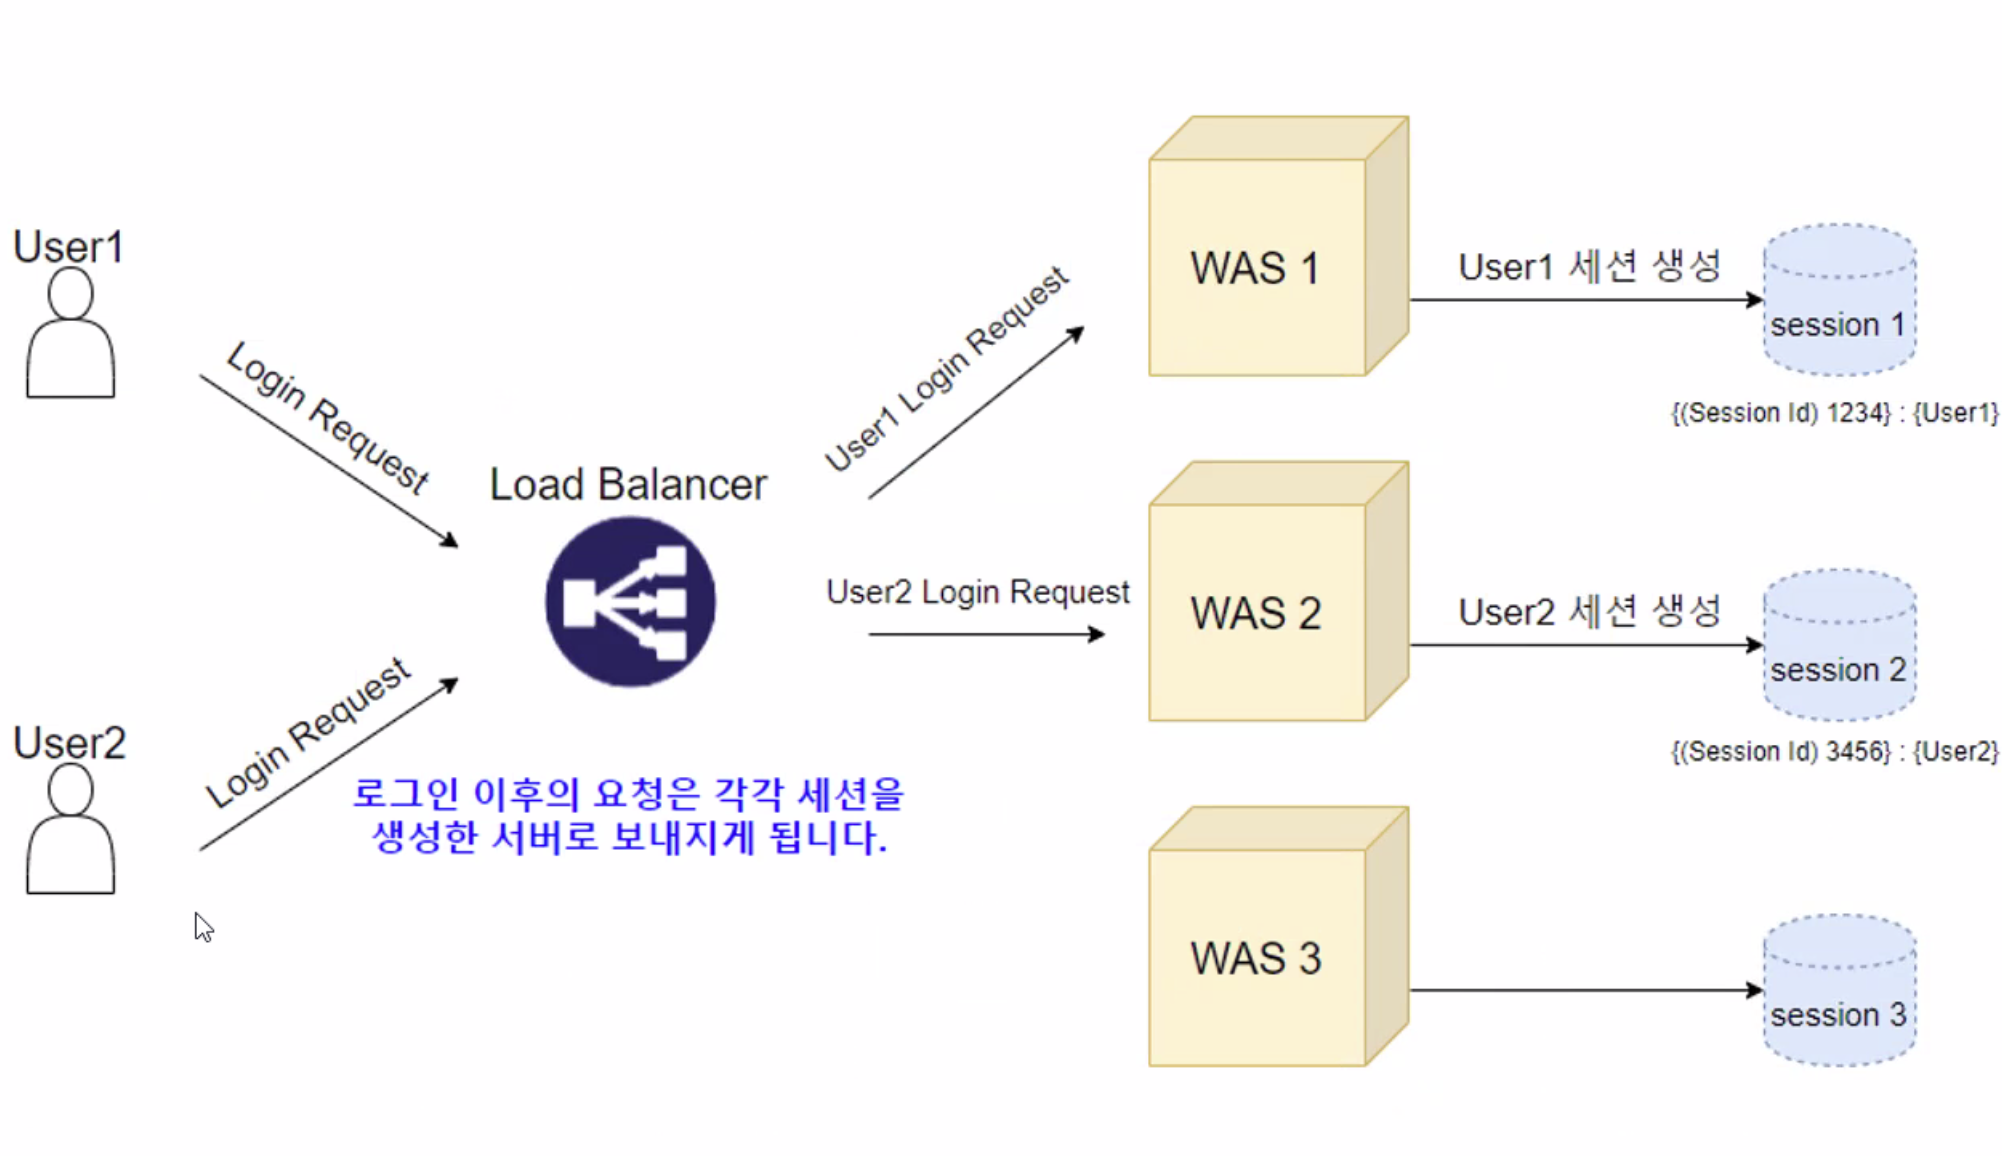 User1
Login Request
Load Balancer
User1 Login Request
WAS 1
User1 세션 생성
session 1
{(Session Id) 1234} : {User1}
User2 Login Request
WAS 2
User2 세션 생성
session 2
{(Session Id) 3456} : {User2}
User2
Login Request
로그인 이후의 요청은 각각 세션을
생성한 서버로 보내지게 됩니다.
WAS 3
session 3